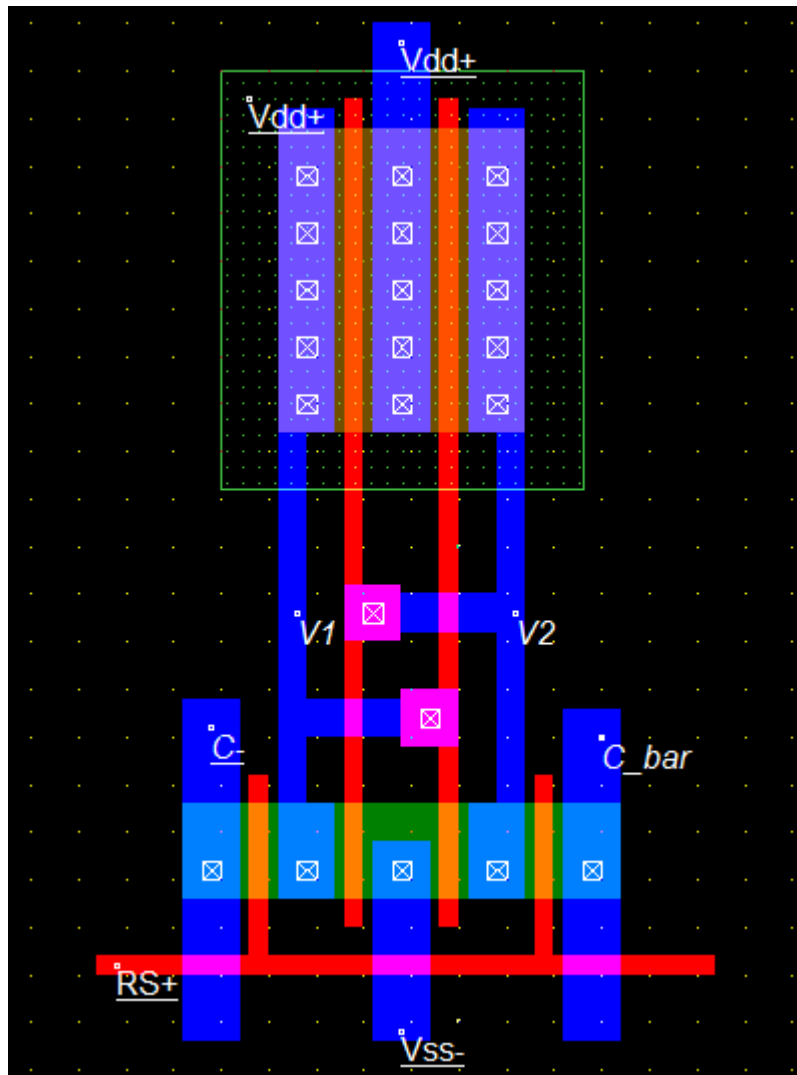 Vdd+
Vdd+
V1
V2
C-
C_bar
RS+
Vss-